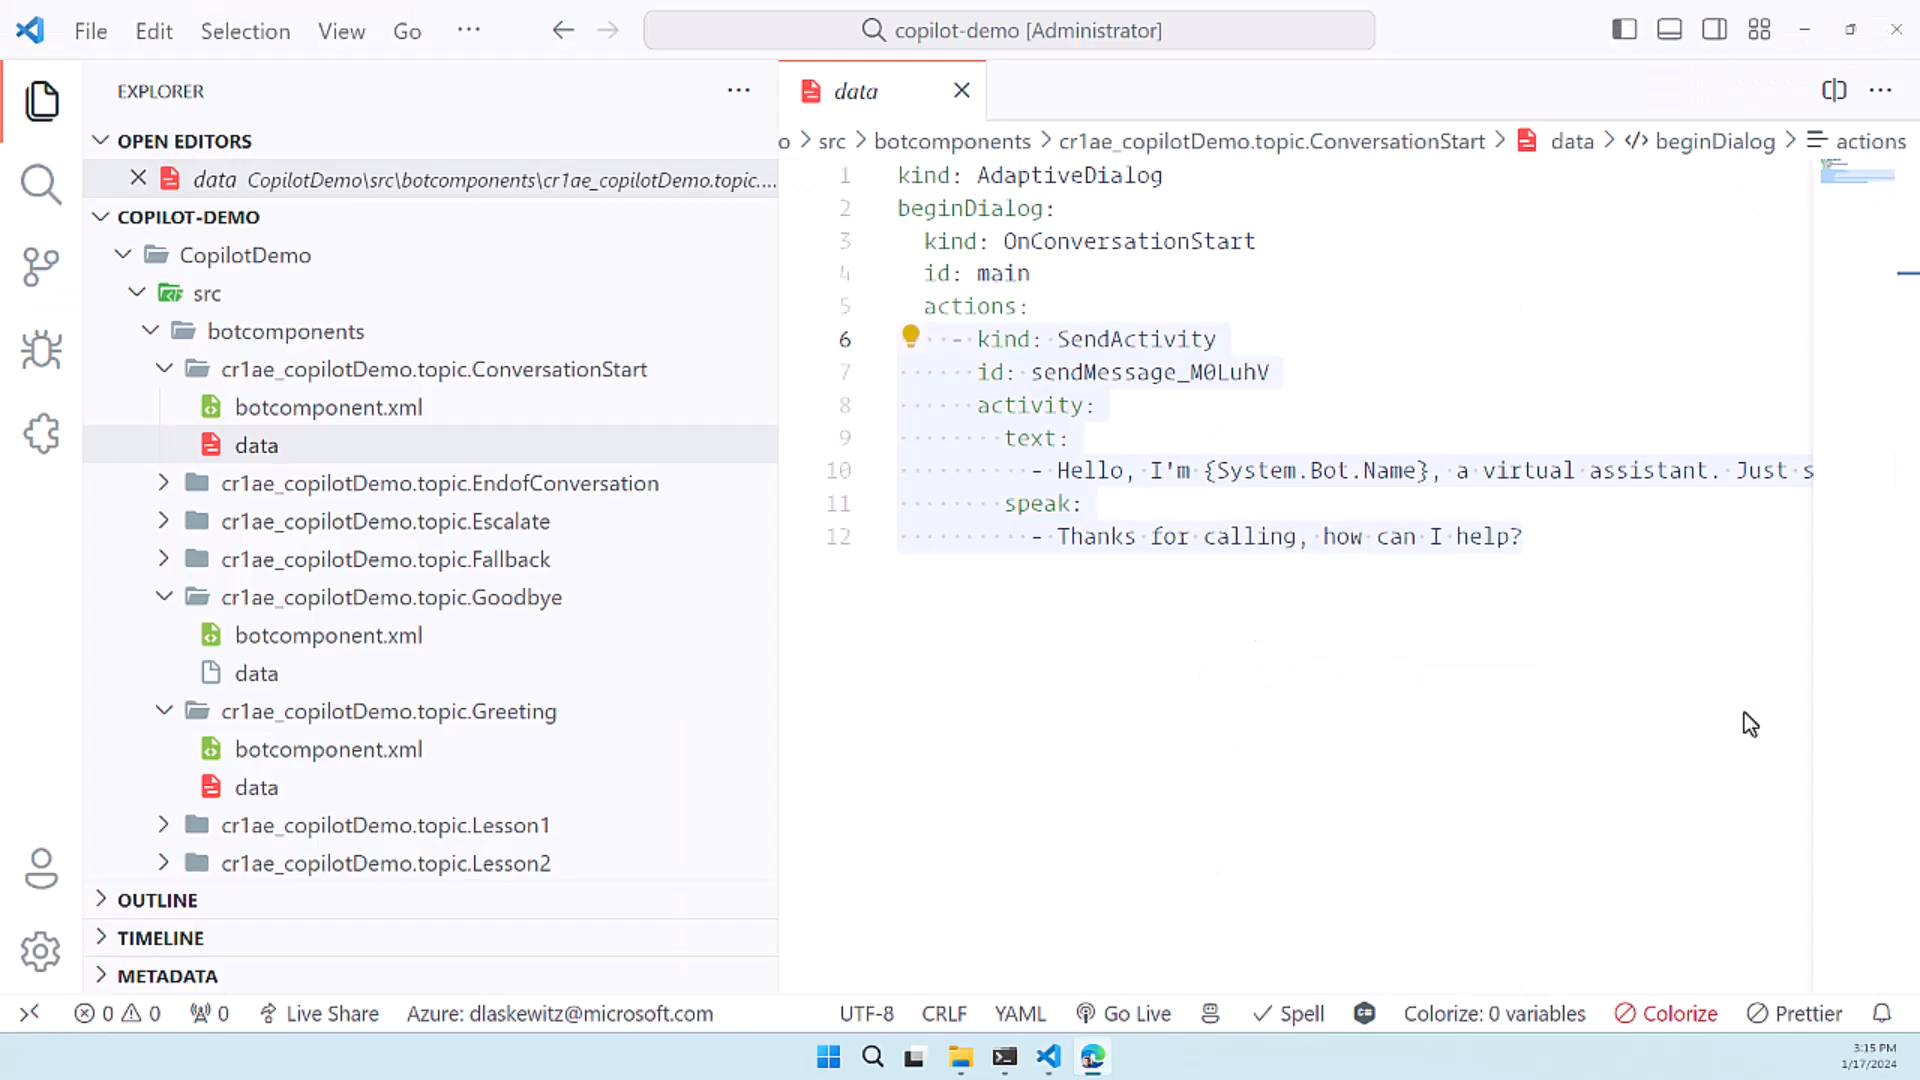 File Edit Selection View Go ··· copilot-demo [Administrator]
EXPLORER ···
OPEN EDITORS
data CopilotDemo\src\botcomponents\cr1ae_copilotDemo.topic....
COPILOT-DEMO
CopilotDemo
src
botcomponents
cr1ae_copilotDemo.topic.ConversationStart
botcomponent.xml
data
cr1ae_copilotDemo.topic.EndofConversation
cr1ae_copilotDemo.topic.Escalate
cr1ae_copilotDemo.topic.Fallback
cr1ae_copilotDemo.topic.Goodbye
botcomponent.xml
data
cr1ae_copilotDemo.topic.Greeting
botcomponent.xml
data
cr1ae_copilotDemo.topic.Lesson1
cr1ae_copilotDemo.topic.Lesson2
OUTLINE
TIMELINE
METADATA
data
o > src > botcomponents > cr1ae_copilotDemo.topic.ConversationStart > data > beginDialog > actions
1 kind: AdaptiveDialog
2 beginDialog:
3 kind: OnConversationStart
4 id: main
5 actions:
6 - kind: SendActivity
7 id: sendMessage_M0LuhV
8 activity:
9 text:
10 - Hello, I'm {System.Bot.Name}, a virtual assistant. Just s
11 speak:
12 - Thanks for calling, how can I help?
0 0 0 Live Share Azure: dlaskewitz@microsoft.com UTF-8 CRLF YAML Go Live Spell Colorize: 0 variables Colorize Prettier
3:15 PM
1/17/2024